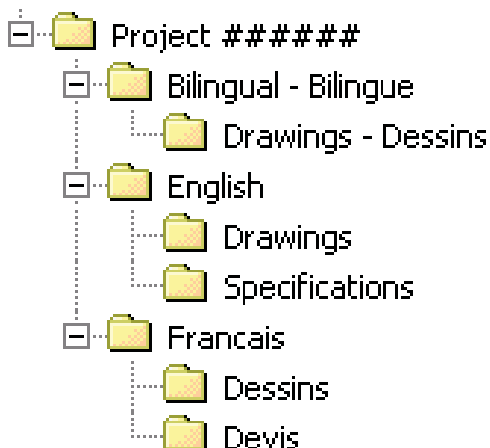 Project ######
Bilingual - Bilingue
Drawings - Dessins
English
Drawings
Specifications
Francais
Dessins
Devis